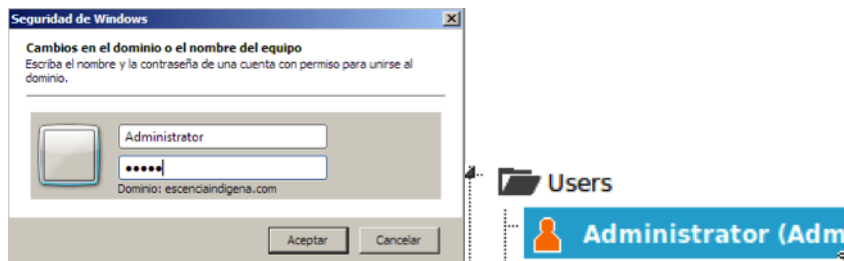 Seguridad de Windows
Cambios en el dominio o el nombre del equipo
Escriba el nombre y la contraseña de una cuenta con permiso para unirse al
dominio.
Administrator
•••••
Dominio: escenciaindigena.com
Aceptar
Cancelar
Users
Administrator (Adm